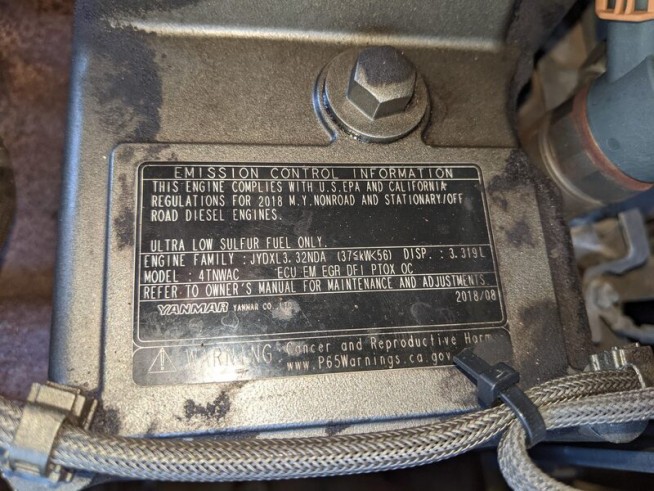 EMISSION CONTROL INFORMATION
THIS ENGINE COMPLIES WITH U.S.EPA AND CALIFORNIA
REGULATIONS FOR 2018 M.Y.NONROAD AND STATIONARY/OFF
ROAD DIESEL ENGINES.
ULTRA LOW SULFUR FUEL ONLY.
ENGINE FAMILY : JYDXL3.32NDA (37≤kW<56) DISP. : 3.319L
MODEL : 4TNWAC ECU EM EGR DFI PTOX OC
REFER TO OWNER'S MANUAL FOR MAINTENANCE AND ADJUSTMENTS.
2018/08
YANMAR YANMAR CO.,LTD.
WARNING: Cancer and Reproductive Harm
www.P65Warnings.ca.gov